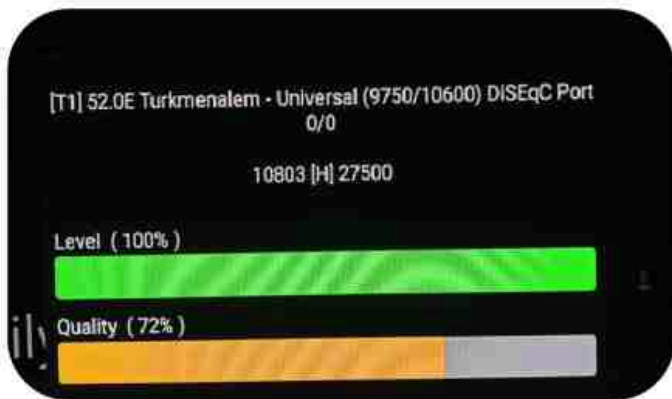 [T1] 52.0E Turkmenalem - Universal (9750/10600) DISEqC Port
0/0
10803 [H] 27500
Level ( 100% )
Quality ( 72% )